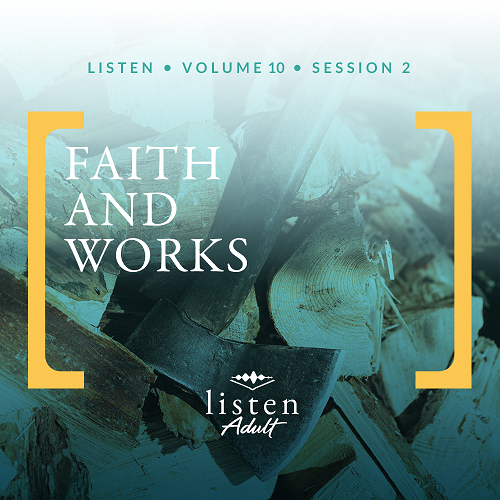 LISTEN • VOLUME 10 • SESSION 2
FAITH
AND
WORKS
listen
Adult